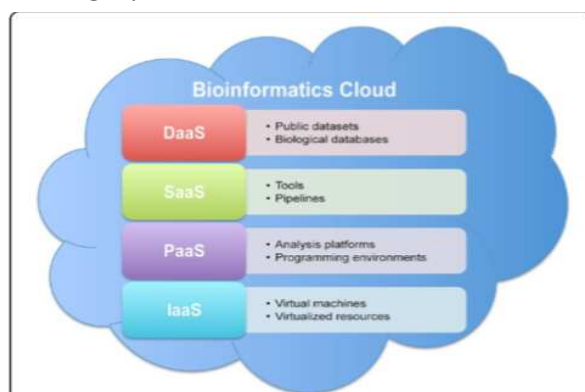 Bioinformatics Cloud
DaaS
• Public datasets
• Biological databases
SaaS
• Tools
• Pipelines
PaaS
• Analysis platforms
• Programming environments
IaaS
• Virtual machines
• Virtualized resources